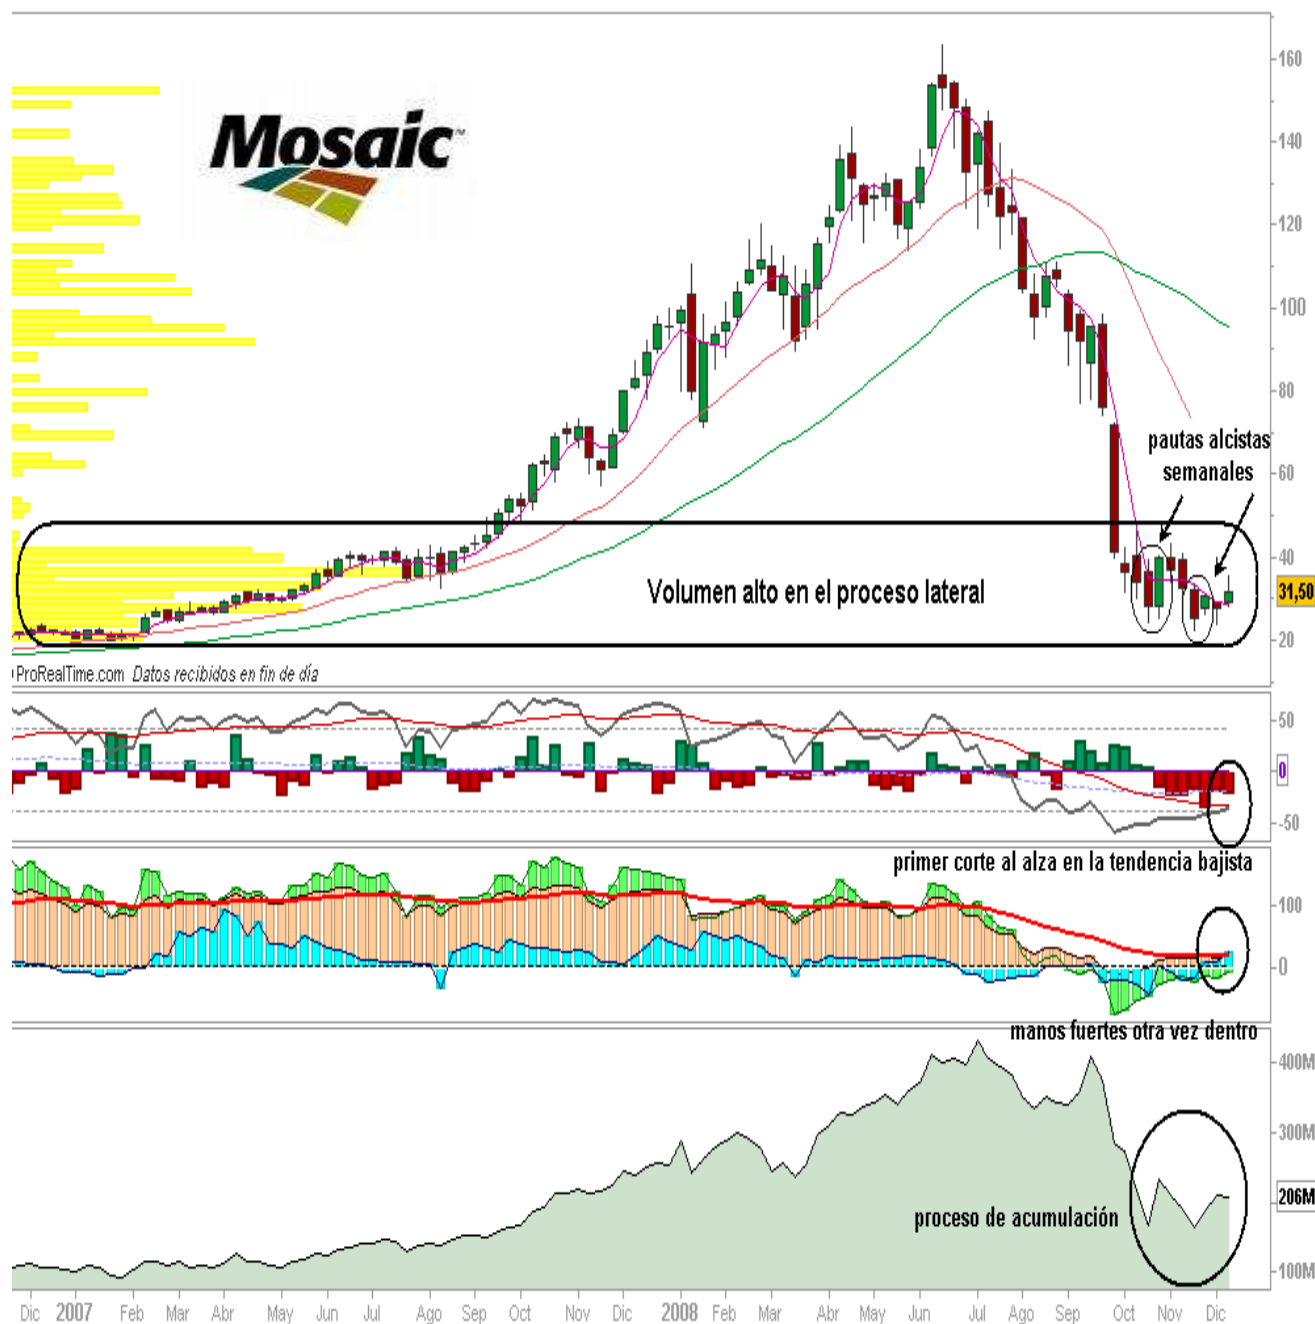 160
Mosaic™
140
120
100
80
pautas alcistas
semanales
60
40
Volumen alto en el proceso lateral
31,50
20
ProRealTime.com Datos recibidos en fin de día
50
0
-50
primer corte al alza en la tendencia bajista
100
0
manos fuertes otra vez dentro
400M
300M
206M
proceso de acumulación
100M
Dic 2007 Feb Mar Abr Jun Jul Ago Sep Oct Nov Dic 2008 Feb Mar Abr May Jun Ago Sep Oct Nov Dic